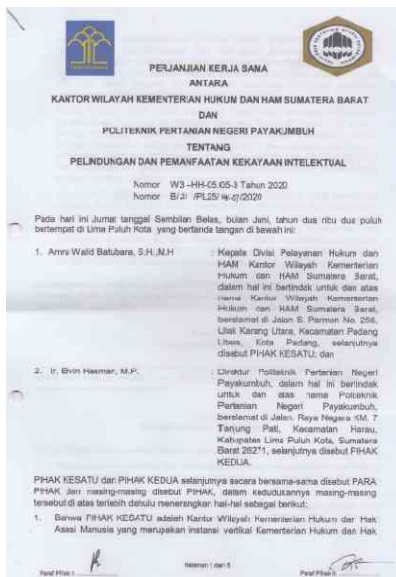 PERJANJIAN KERJA SAMA
ANTARA
KANTOR WILAYAH KEMENTERIAN HUKUM DAN HAM SUMATERA BARAT
DAN
POLITEKNIK PERTANIAN NEGERI PAYAKUMBUH
TENTANG
PELINDUNGAN DAN PEMANFAATAN KEKAYAAN INTELEKTUAL
Nomor W3-HH-05.05-3 Tahun 2020
Nomor /PL25/ /2020
Pada hari ini Jumat tanggal Sembilan Belas, bulan Juni, tahun dua ribu dua puluh
bertempat di Lima Puluh Kota yang bertanda tangan di bawah ini:
1. Amru Walid Batubara, S.H.,M.H
: Kepala Divisi Pelayanan Hukum dan
HAM Kantor Wilayah Kementerian
Hukum dan HAM Sumatera Barat,
dalam hal ini bertindak untuk dan atas
nama Kantor Wilayah Kementerian
Hukum dan HAM Sumatera Barat,
beralamat di Jalan S. Parman No. 256,
Ulak Karang Utara, Kecamatan Padang
Utara, Kota Padang, selanjutnya
disebut PIHAK KESATU; dan
2. Ir. Elvin Hasman, M.P.
: Direktur Politeknik Pertanian Negeri
Payakumbuh, dalam hal ini bertindak
untuk dan atas nama Politeknik
Pertanian Negeri Payakumbuh,
beralamat di Jalan. Raya Negara KM. 7
Tanjung Pati, Kecamatan Harau,
Kabupaten Lima Puluh Kota, Sumatera
Barat 26271, selanjutnya disebut PIHAK
KEDUA.
PIHAK KESATU dan PIHAK KEDUA selanjutnya secara bersama-sama disebut PARA
PIHAK dan masing-masing disebut PIHAK, dalam kedudukannya masing-masing
tersebut di atas terlebih dahulu menerangkan hal-hal sebagai berikut:
1. Bahwa PIHAK KESATU adalah Kantor Wilayah Kementerian Hukum dan Hak
Asasi Manusia yang merupakan instansi vertikal Kementerian Hukum dan Hak
Halaman 1 dari 5
Paraf Pihak I
Paraf Pihak II